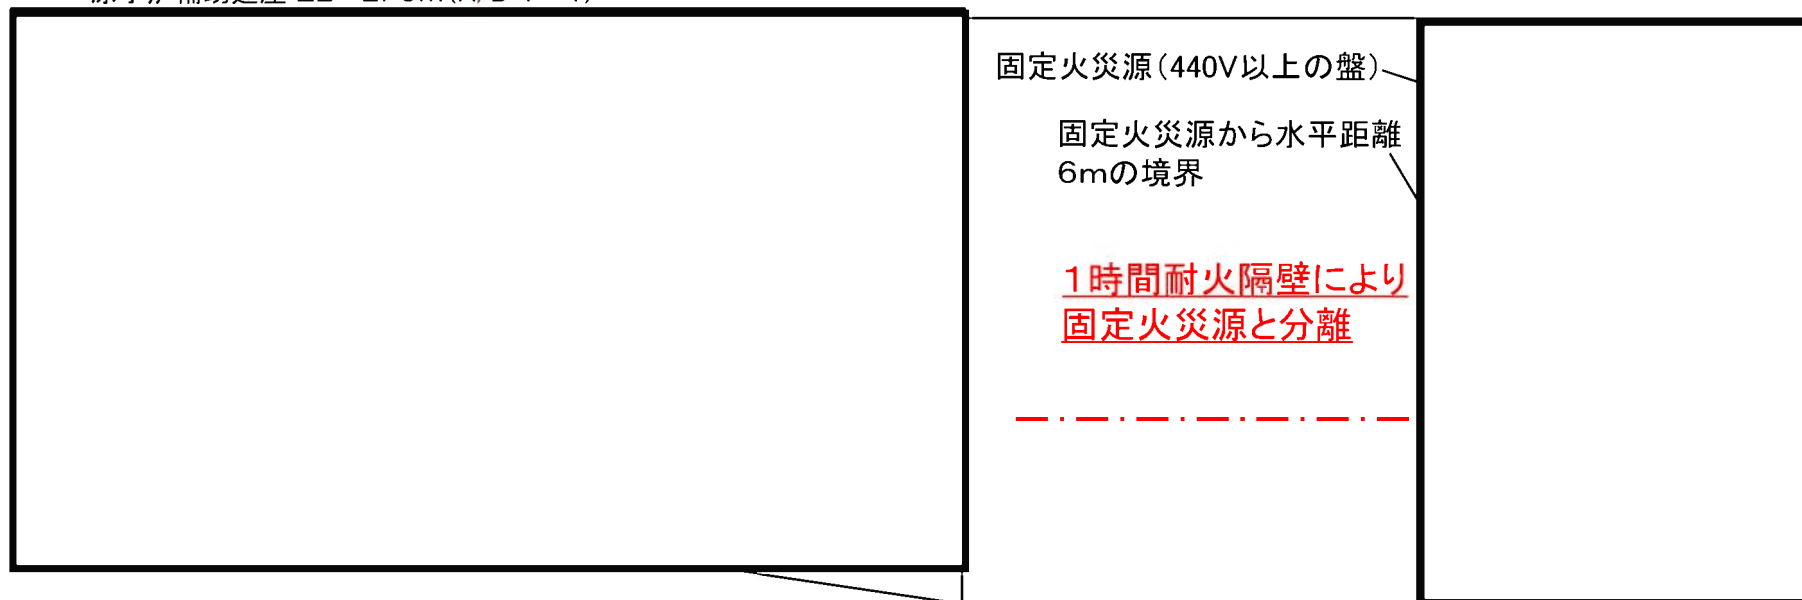 固定火災源(440V以上の盤)
固定火災源から水平距離
6mの境界
1時間耐火隔壁により
固定火災源と分離